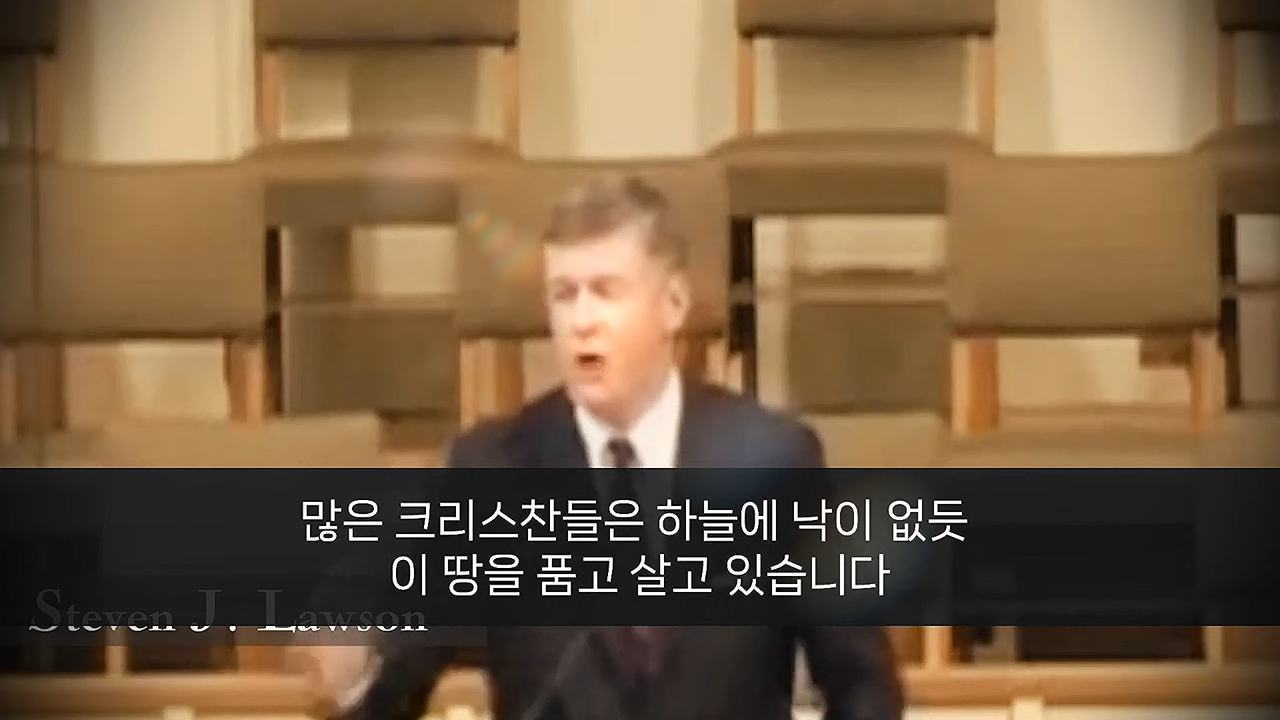 많은 크리스찬들은 하늘에 낙이 없듯
이 땅을 품고 살고 있습니다
Steven J. Lawson